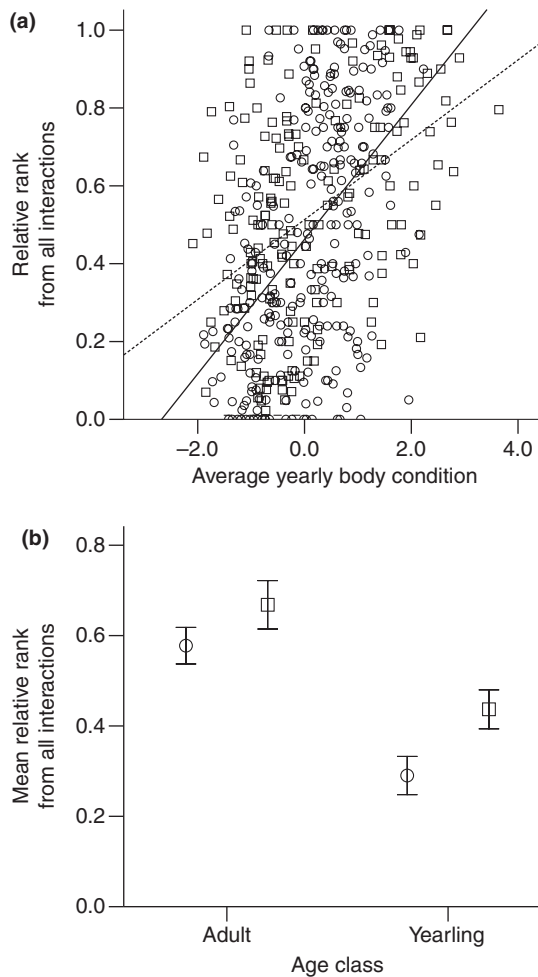 (a)
Relative rank
from all interactions
1.0
0.8
0.6
0.4
0.2
0.0
−2.0 0.0 2.0 4.0
Average yearly body condition
(b)
Mean relative rank
from all interactions
0.8
0.6
0.4
0.2
0.0
Adult Yearling
Age class